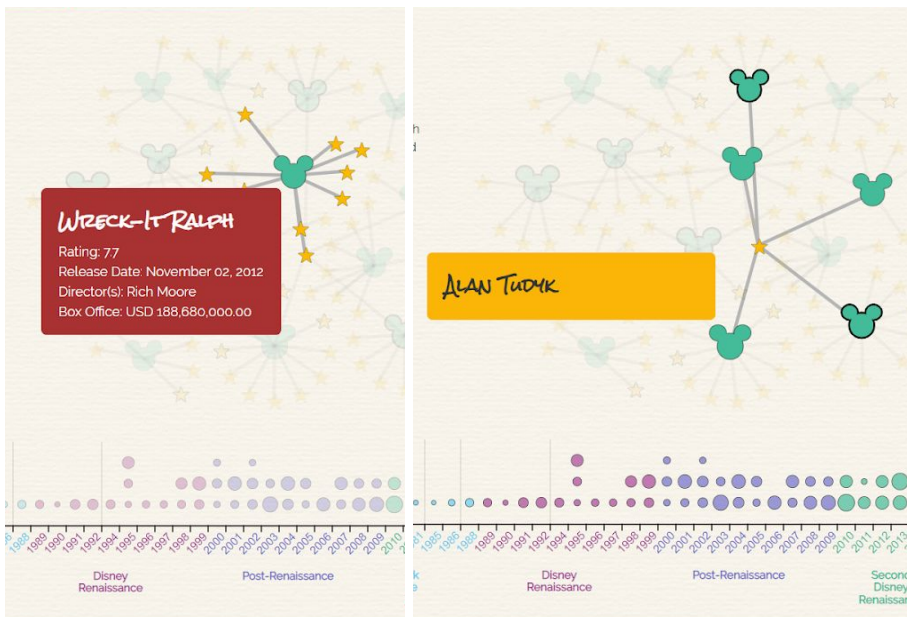 WRECK-IT RALPH
Rating: 7.7
Release Date: November 02, 2012
Director(s): Rich Moore
Box Office: USD 188,680,000.00
1988 1989 1990 1991 1992 1994 1995 1996 1997 1998 1999 2000 2001 2002 2003 2004 2005 2006 2007 2008 2009 2010
Disney
Renaissance
Post-Renaissance
h
d
ALAN TUDYK
1985 1986 1988 1989 1990 1991 1992 1994 1995 1996 1997 1998 1999 2000 2001 2002 2003 2004 2005 2006 2007 2008 2009 2010 2011 2012 2013
k
e
Disney
Renaissance
Post-Renaissance
Second
Disney
Renaissan